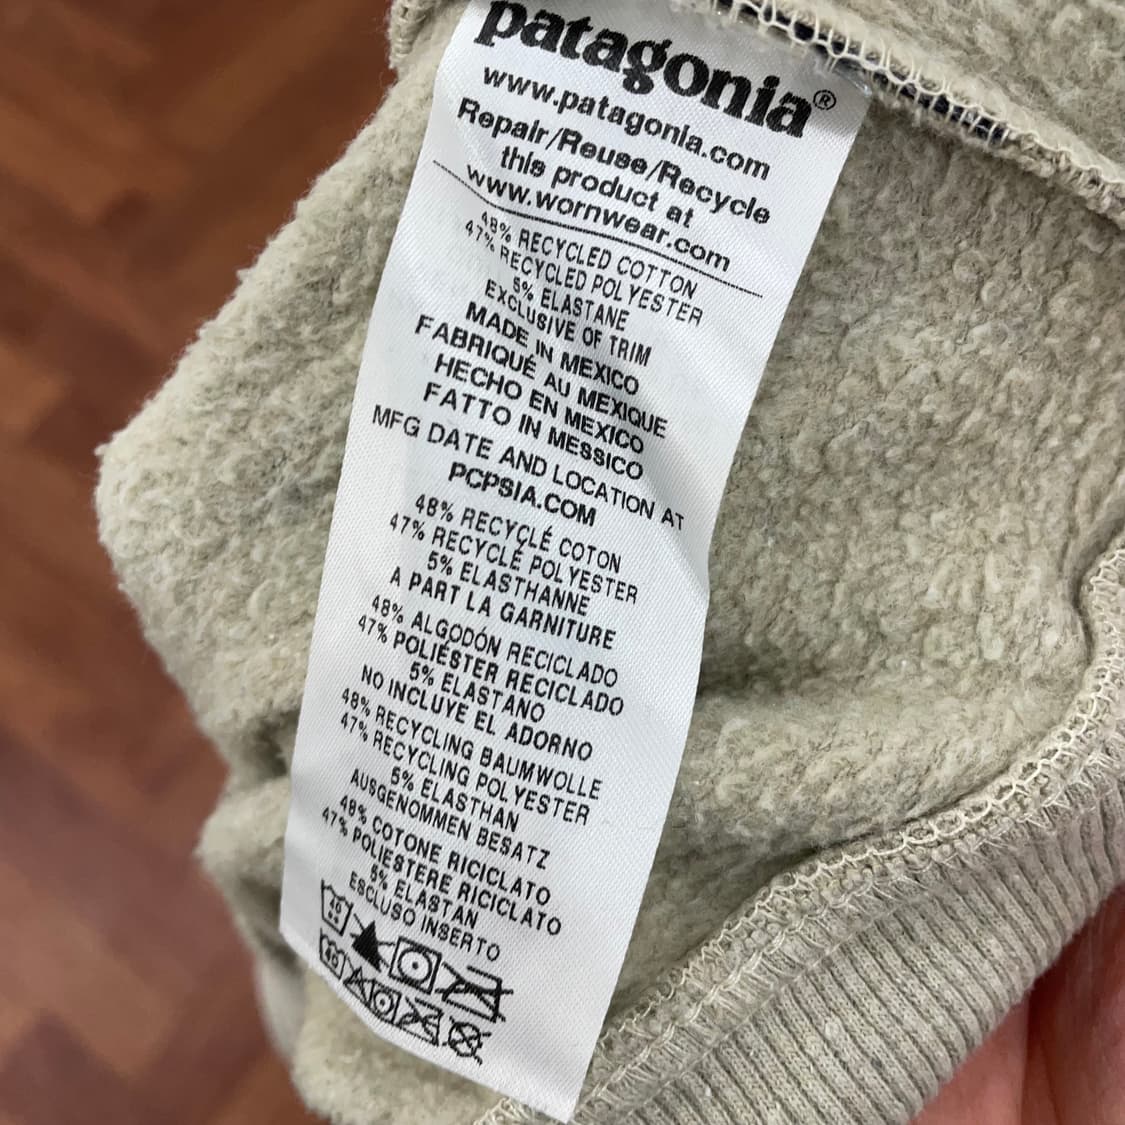 patagonia®
www.patagonia.com
Repair/Reuse/Recycle
this product at
www.wornwear.com
48% RECYCLED COTTON
47% RECYCLED POLYESTER
5% ELASTANE
EXCLUSIVE OF TRIM
MADE IN MEXICO
FABRIQUÉ AU MEXIQUE
HECHO EN MEXICO
FATTO IN MESSICO
MFG DATE AND LOCATION AT
PCPSIA.COM
48% RECYCLÉ COTON
47% RECYCLÉ POLYESTER
5% ELASTHANNE
A PART LA GARNITURE
48% ALGODÓN RECICLADO
47% POLIÉSTER RECICLADO
5% ELASTANO
NO INCLUYE EL ADORNO
48% RECYCLING BAUMWOLLE
47% RECYCLING POLYESTER
5% ELASTHAN
AUSGENOMMEN BESATZ
48% COTONE RICICLATO
47% POLIESTERE RICICLATO
5% ELASTAN
ESCLUSO INSERTO
40